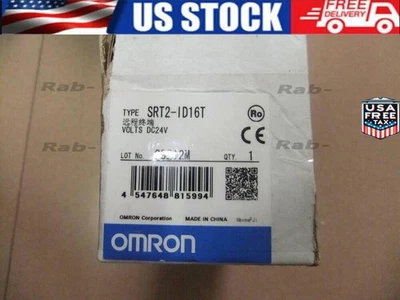 US STOCK
FREE
DELIVERY
Rab-
TYPE SRT2-ID16T
远程终端
VOLTS DC24V
Ro
CE
USA
FREE
TAX
LOT No.
QTY. 1
4 547648 815994
OMRON Corporation MADE IN CHINA
OMRON